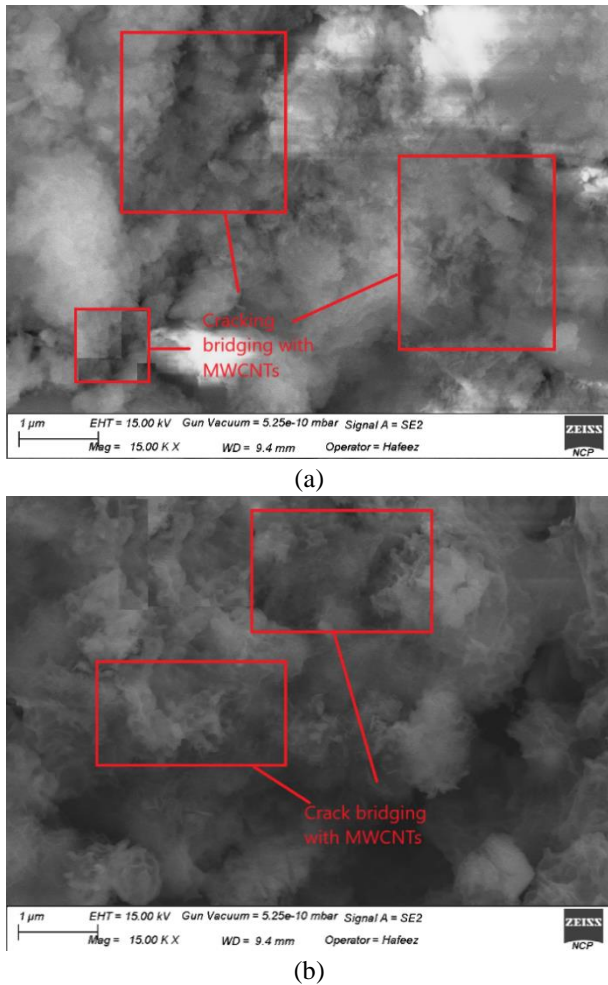 Cracking
bridging with
MWCNTs
1 µm EHT = 15.00 kV Gun Vacuum = 5.25e-10 mbar Signal A = SE2
Mag = 15.00 K X WD = 9.4 mm Operator = Hafeez
ZEISS
NCP
(a)
Crack bridging
with MWCNTs
1 µm EHT = 15.00 kV Gun Vacuum = 5.25e-10 mbar Signal A = SE2
Mag = 15.00 K X WD = 9.4 mm Operator = Hafeez
ZEISS
NCP
(b)